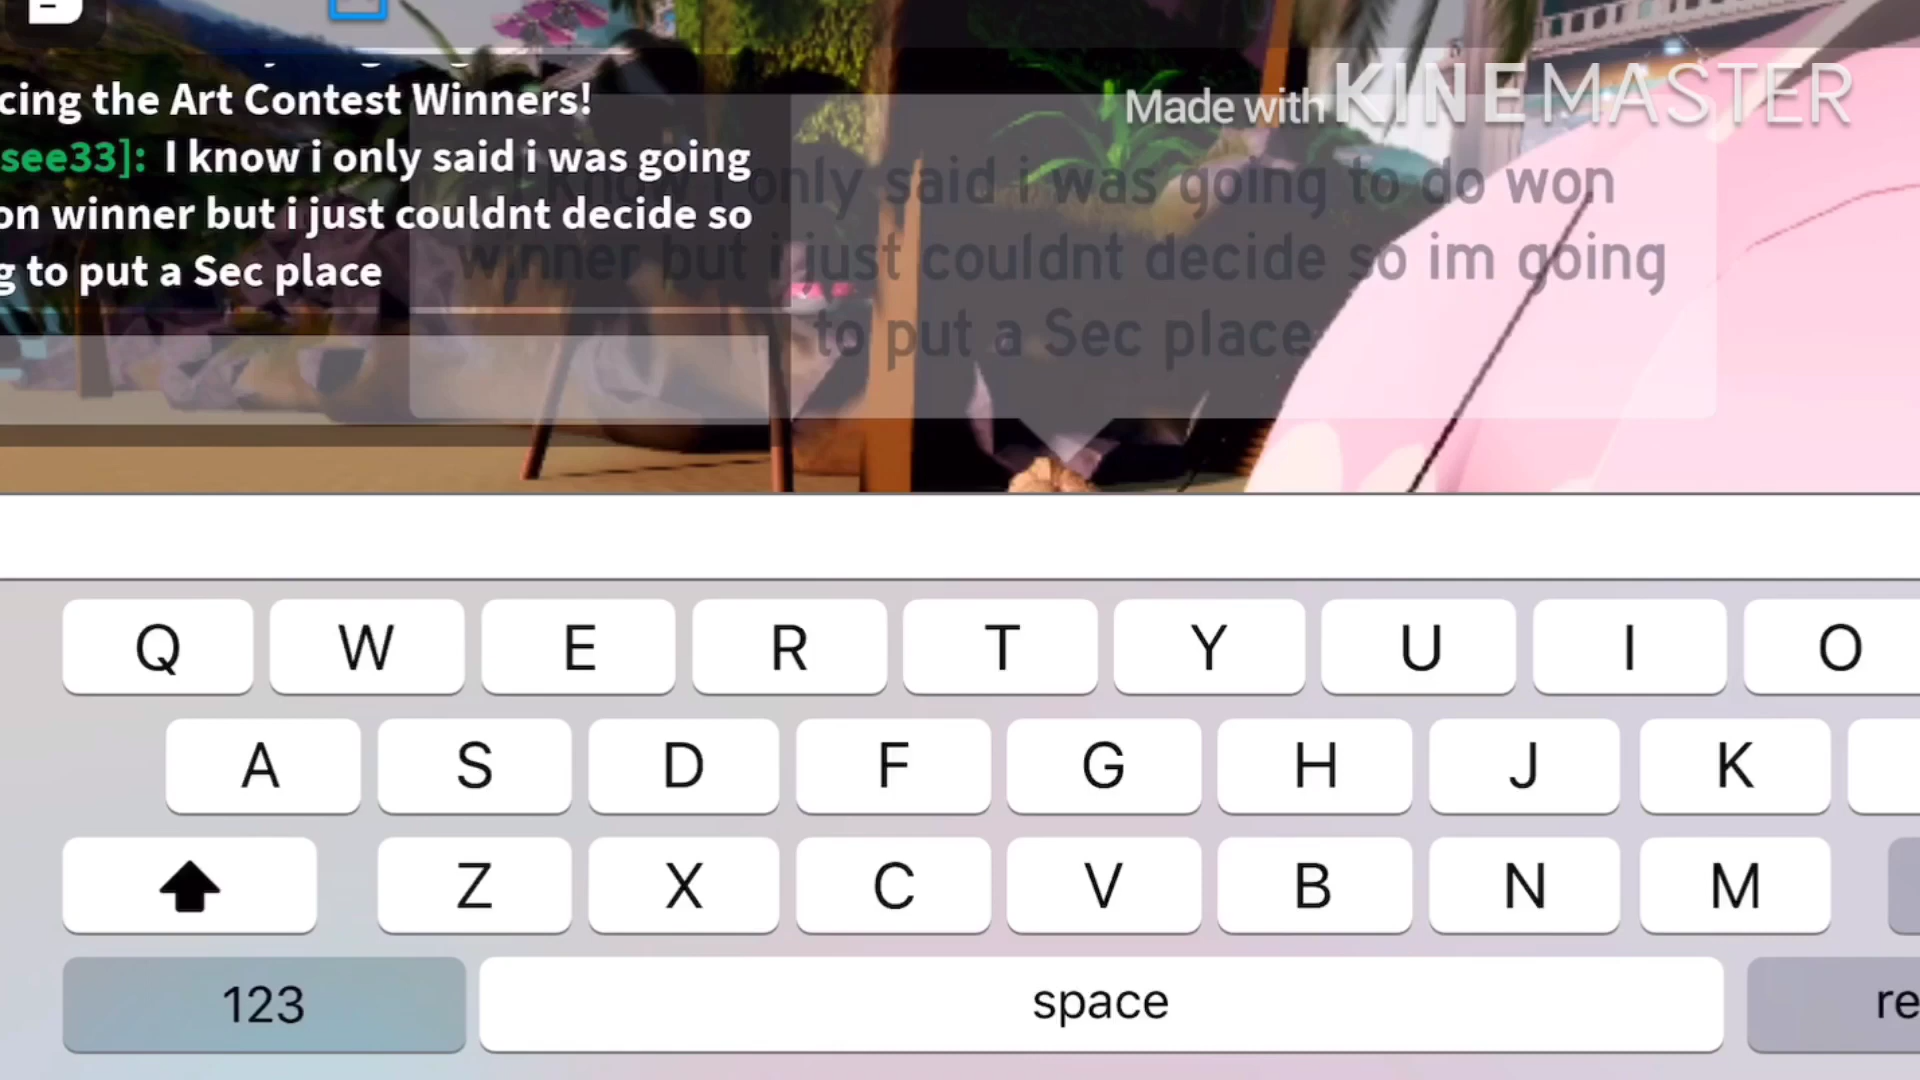 Made with KINEMASTER
cing the Art Contest Winners!
see33]: I know i only said i was going
on winner but i just couldnt decide so
g to put a Sec place
know i only said i was going to do won
winner but i just couldnt decide so im going
to put a Sec place
Q W E R T Y U I O
A S D F G H J K
Z X C V B N M
123 space re